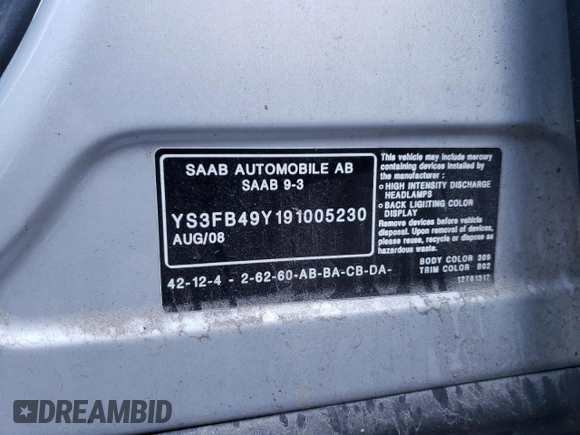 SAAB AUTOMOBILE AB
SAAB 9-3
YS3FB49Y191005230
AUG/08
42-12-4 - 2-62-60-AB-BA-CB-DA-
This vehicle may include mercury
containing devices installed by
the manufacturer:
o HIGH INTENSITY DISCHARGE
HEADLAMPS
o BACK LIGHTING COLOR
DISPLAY
Remove devices before vehicle
disposal. Upon removal of devices,
please reuse, recycle or dispose as
hazardous waste.
BODY COLOR 309
TRIM COLOR B02
12761312
DREAMBID